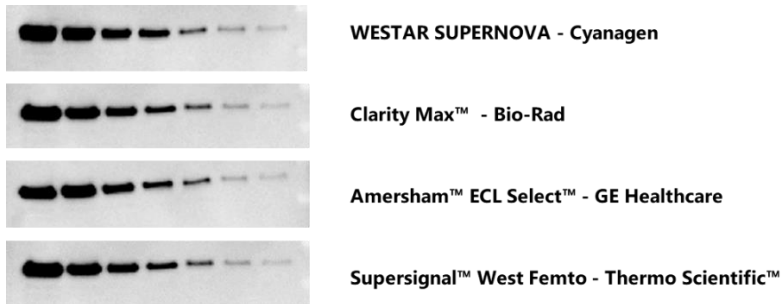 WESTAR SUPERNOVA - Cyanagen
Clarity Max™ - Bio-Rad
Amersham™ ECL Select™ - GE Healthcare
Supersignal™ West Femto - Thermo Scientific™